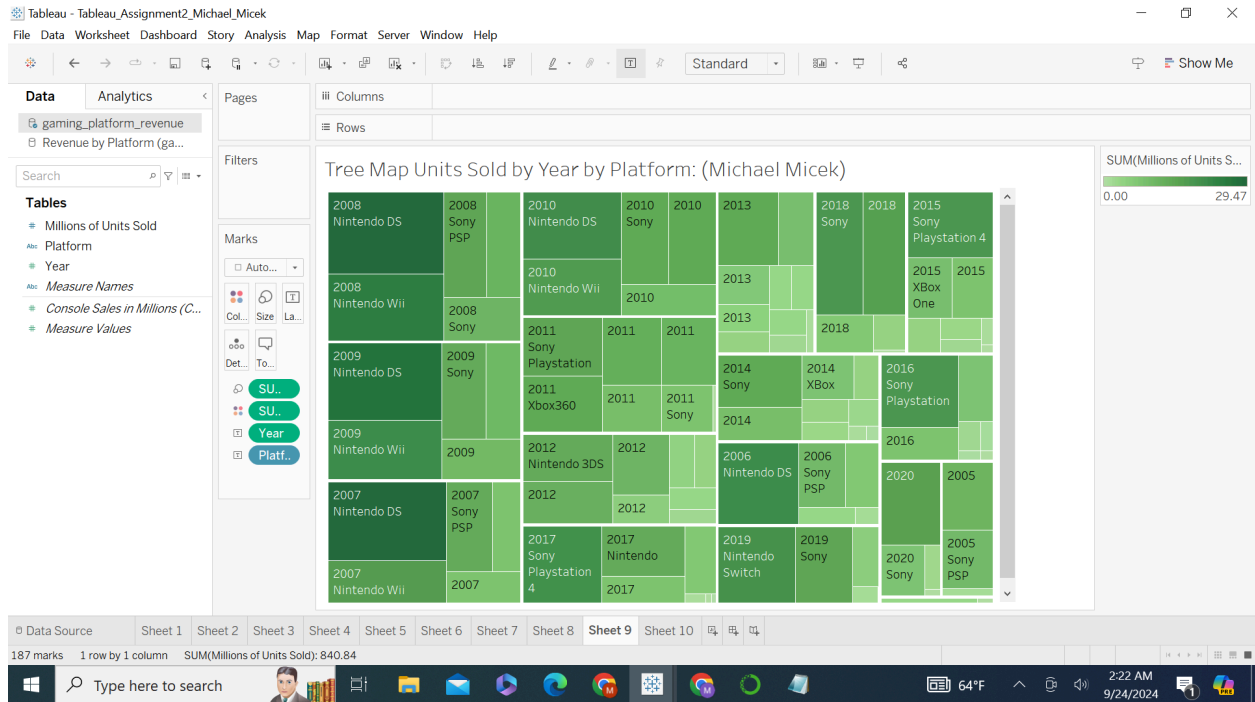 Tableau - Tableau_Assignment2_Michael_Micek
File Data Worksheet Dashboard Story Analysis Map Format Server Window Help
Standard
Show Me
Data Analytics
gaming_platform_revenue
Revenue by Platform (ga...
Search
Tables
Millions of Units Sold
Abc Platform
Year
Abc Measure Names
Console Sales in Millions (C...
Measure Values
Pages
Filters
Marks
Auto...
Col... Size La...
Det... To...
SU..
SU..
Year
Platf..
iii Columns
Rows
Tree Map Units Sold by Year by Platform: (Michael Micek)
2008
Nintendo DS
2008
Sony
PSP
2008
Nintendo Wii
2008
Sony
2009
Nintendo DS
2009
Sony
2009
Nintendo Wii
2009
2007
Nintendo DS
2007
Sony
PSP
2007
Nintendo Wii
2007
2010
Nintendo DS
2010
Sony
2010
2010
Nintendo Wii
2010
2011
Sony
Playstation
2011
2011
2011
Xbox360
2011
2011
Sony
2012
Nintendo 3DS
2012
2012
2012
2017
Sony
Playstation
4
2017
Nintendo
2017
2013
2013
2013
2018
Sony
2018
2018
2015
Sony
Playstation 4
2015
XBox
One
2015
2014
Sony
2014
XBox
2014
2016
Sony
Playstation
2016
2006
Nintendo DS
2006
Sony
PSP
2019
Nintendo
Switch
2019
Sony
2020
2005
2020
Sony
2005
Sony
PSP
SUM(Millions of Units S...
0.00 29.47
Data Source Sheet 1 Sheet 2 Sheet 3 Sheet 4 Sheet 5 Sheet 6 Sheet 7 Sheet 8 Sheet 9 Sheet 10
187 marks 1 row by 1 column SUM(Millions of Units Sold): 840.84
Type here to search
64°F
2:22 AM
9/24/2024
1
PRE